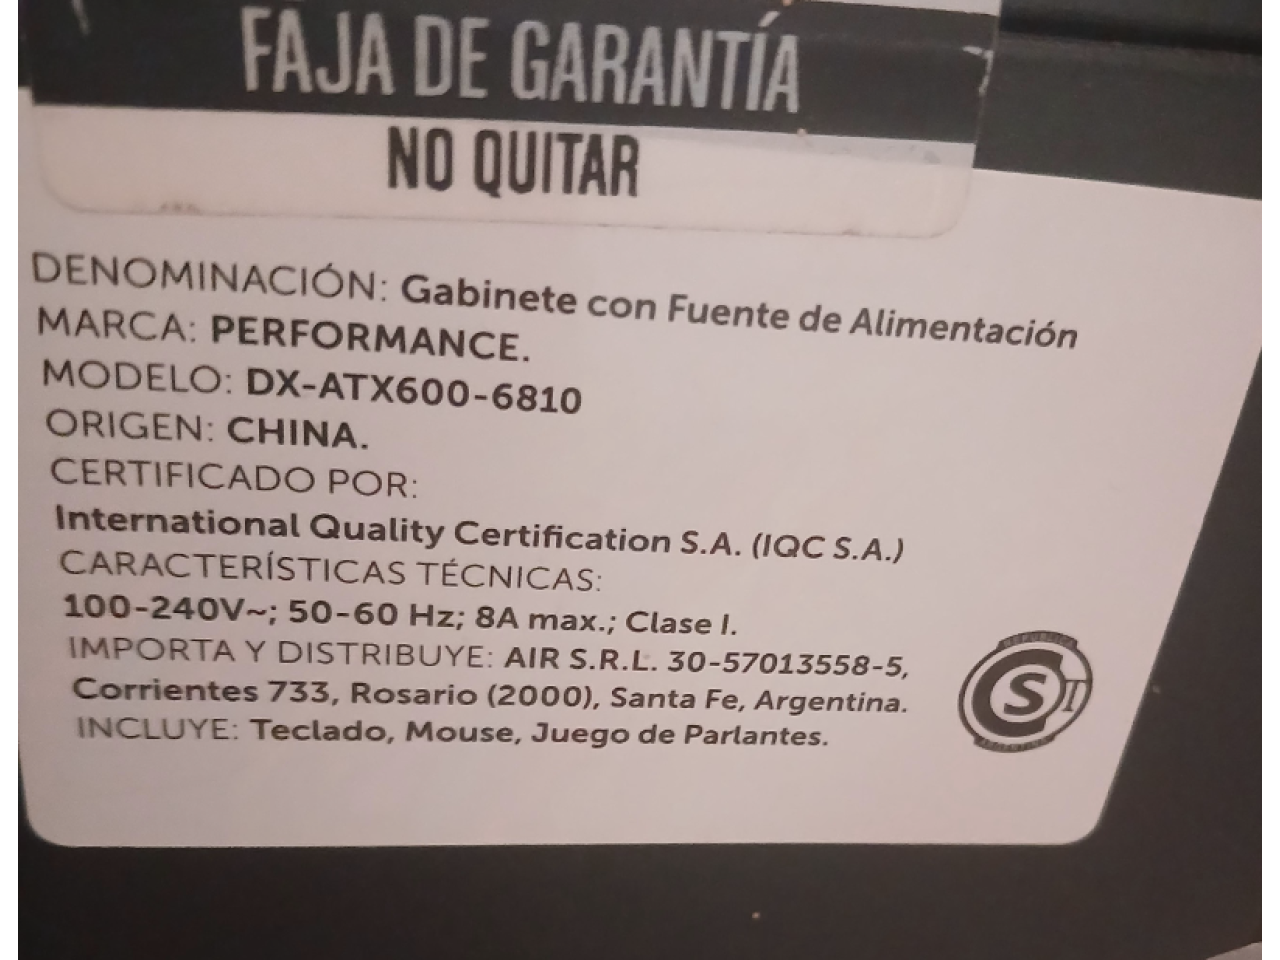 FAJA DE GARANTÍA
NO QUITAR
DENOMINACIÓN: Gabinete con Fuente de Alimentación
MARCA: PERFORMANCE.
MODELO: DX-ATX600-6810
ORIGEN: CHINA.
CERTIFICADO POR:
International Quality Certification S.A. (IQC S.A.)
CARACTERÍSTICAS TÉCNICAS:
100-240V~; 50-60 Hz; 8A max.; Clase I.
IMPORTA Y DISTRIBUYE: AIR S.R.L. 30-57013558-5,
Corrientes 733, Rosario (2000), Santa Fe, Argentina.
INCLUYE: Teclado, Mouse, Juego de Parlantes.